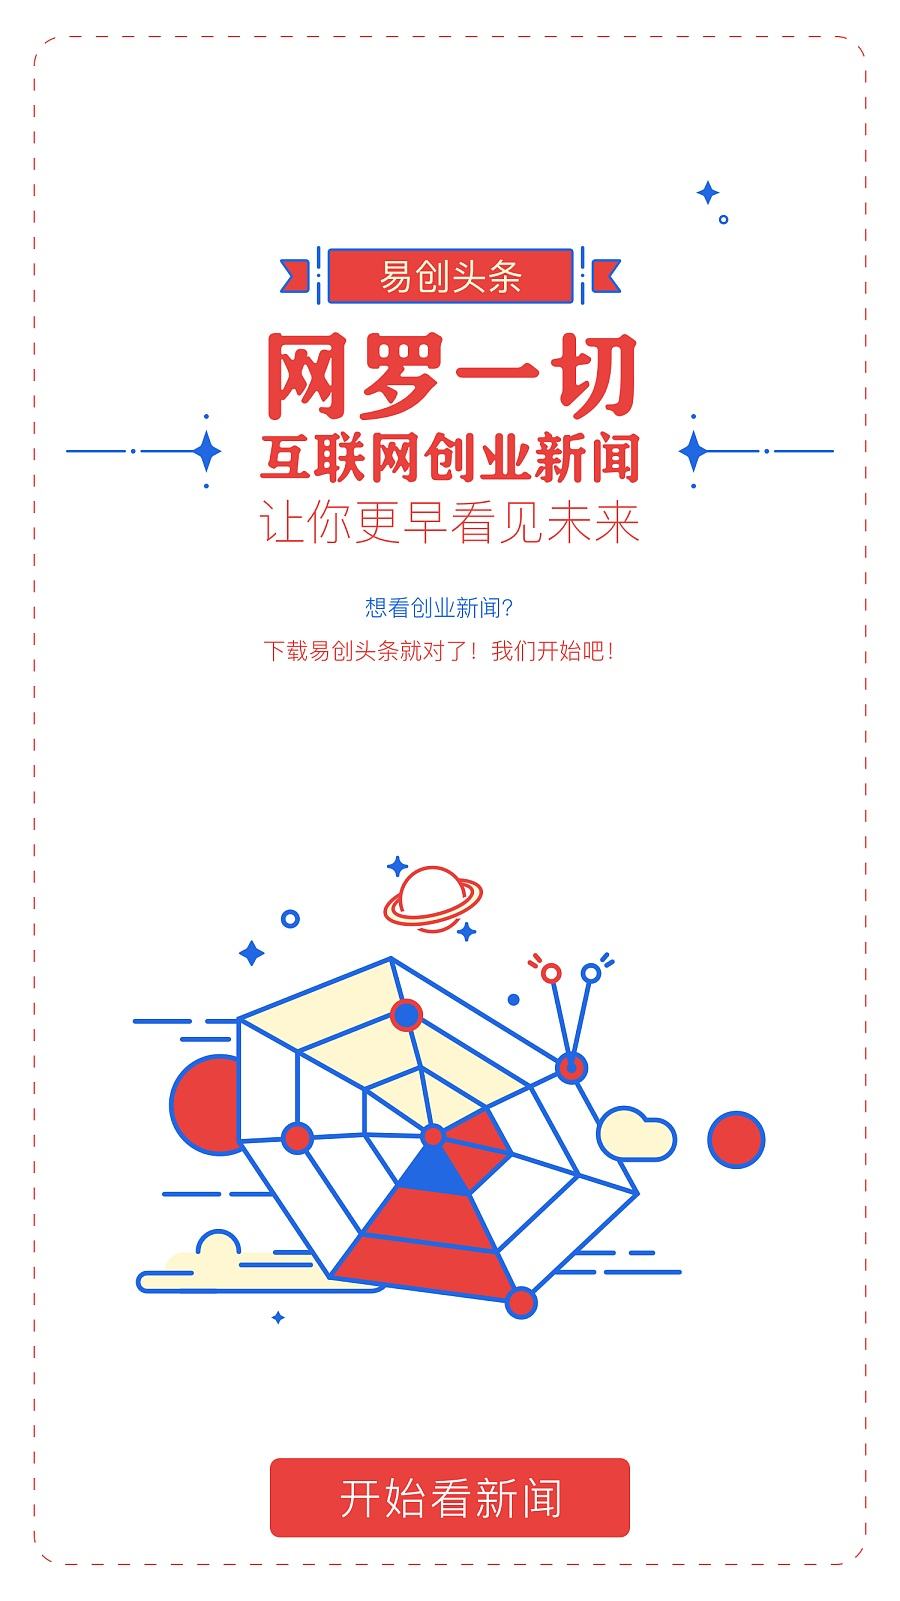 易创头条
网罗一切
互联网创业新闻
让你更早看见未来
想看创业新闻？
下载易创头条就对了！我们开始吧！
开始看新闻